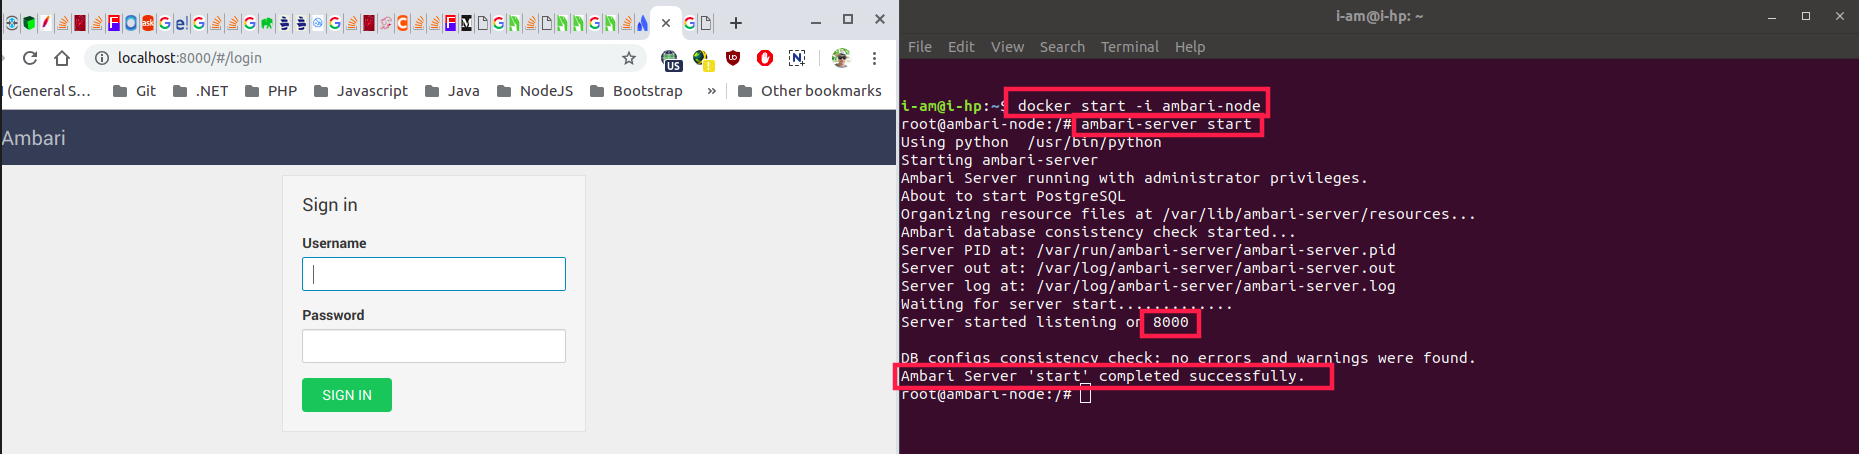 localhost:8000/#/login
US
(General S...
Git
.NET
PHP
Javascript
Java
NodeJS
Bootstrap
»
Other bookmarks
Ambari
Sign in
Username
Password
SIGN IN
i-am@i-hp: ~
File Edit View Search Terminal Help
i-am@i-hp:~$ docker start -i ambari-node
root@ambari-node:/# ambari-server start
Using python  /usr/bin/python
Starting ambari-server
Ambari Server running with administrator privileges.
About to start PostgreSQL
Organizing resource files at /var/lib/ambari-server/resources...
Ambari database consistency check started...
Server PID at: /var/run/ambari-server/ambari-server.pid
Server out at: /var/log/ambari-server/ambari-server.out
Server log at: /var/log/ambari-server/ambari-server.log
Waiting for server start.............
Server started listening on 8000
DB configs consistency check: no errors and warnings were found.
Ambari Server 'start' completed successfully.
root@ambari-node:/#